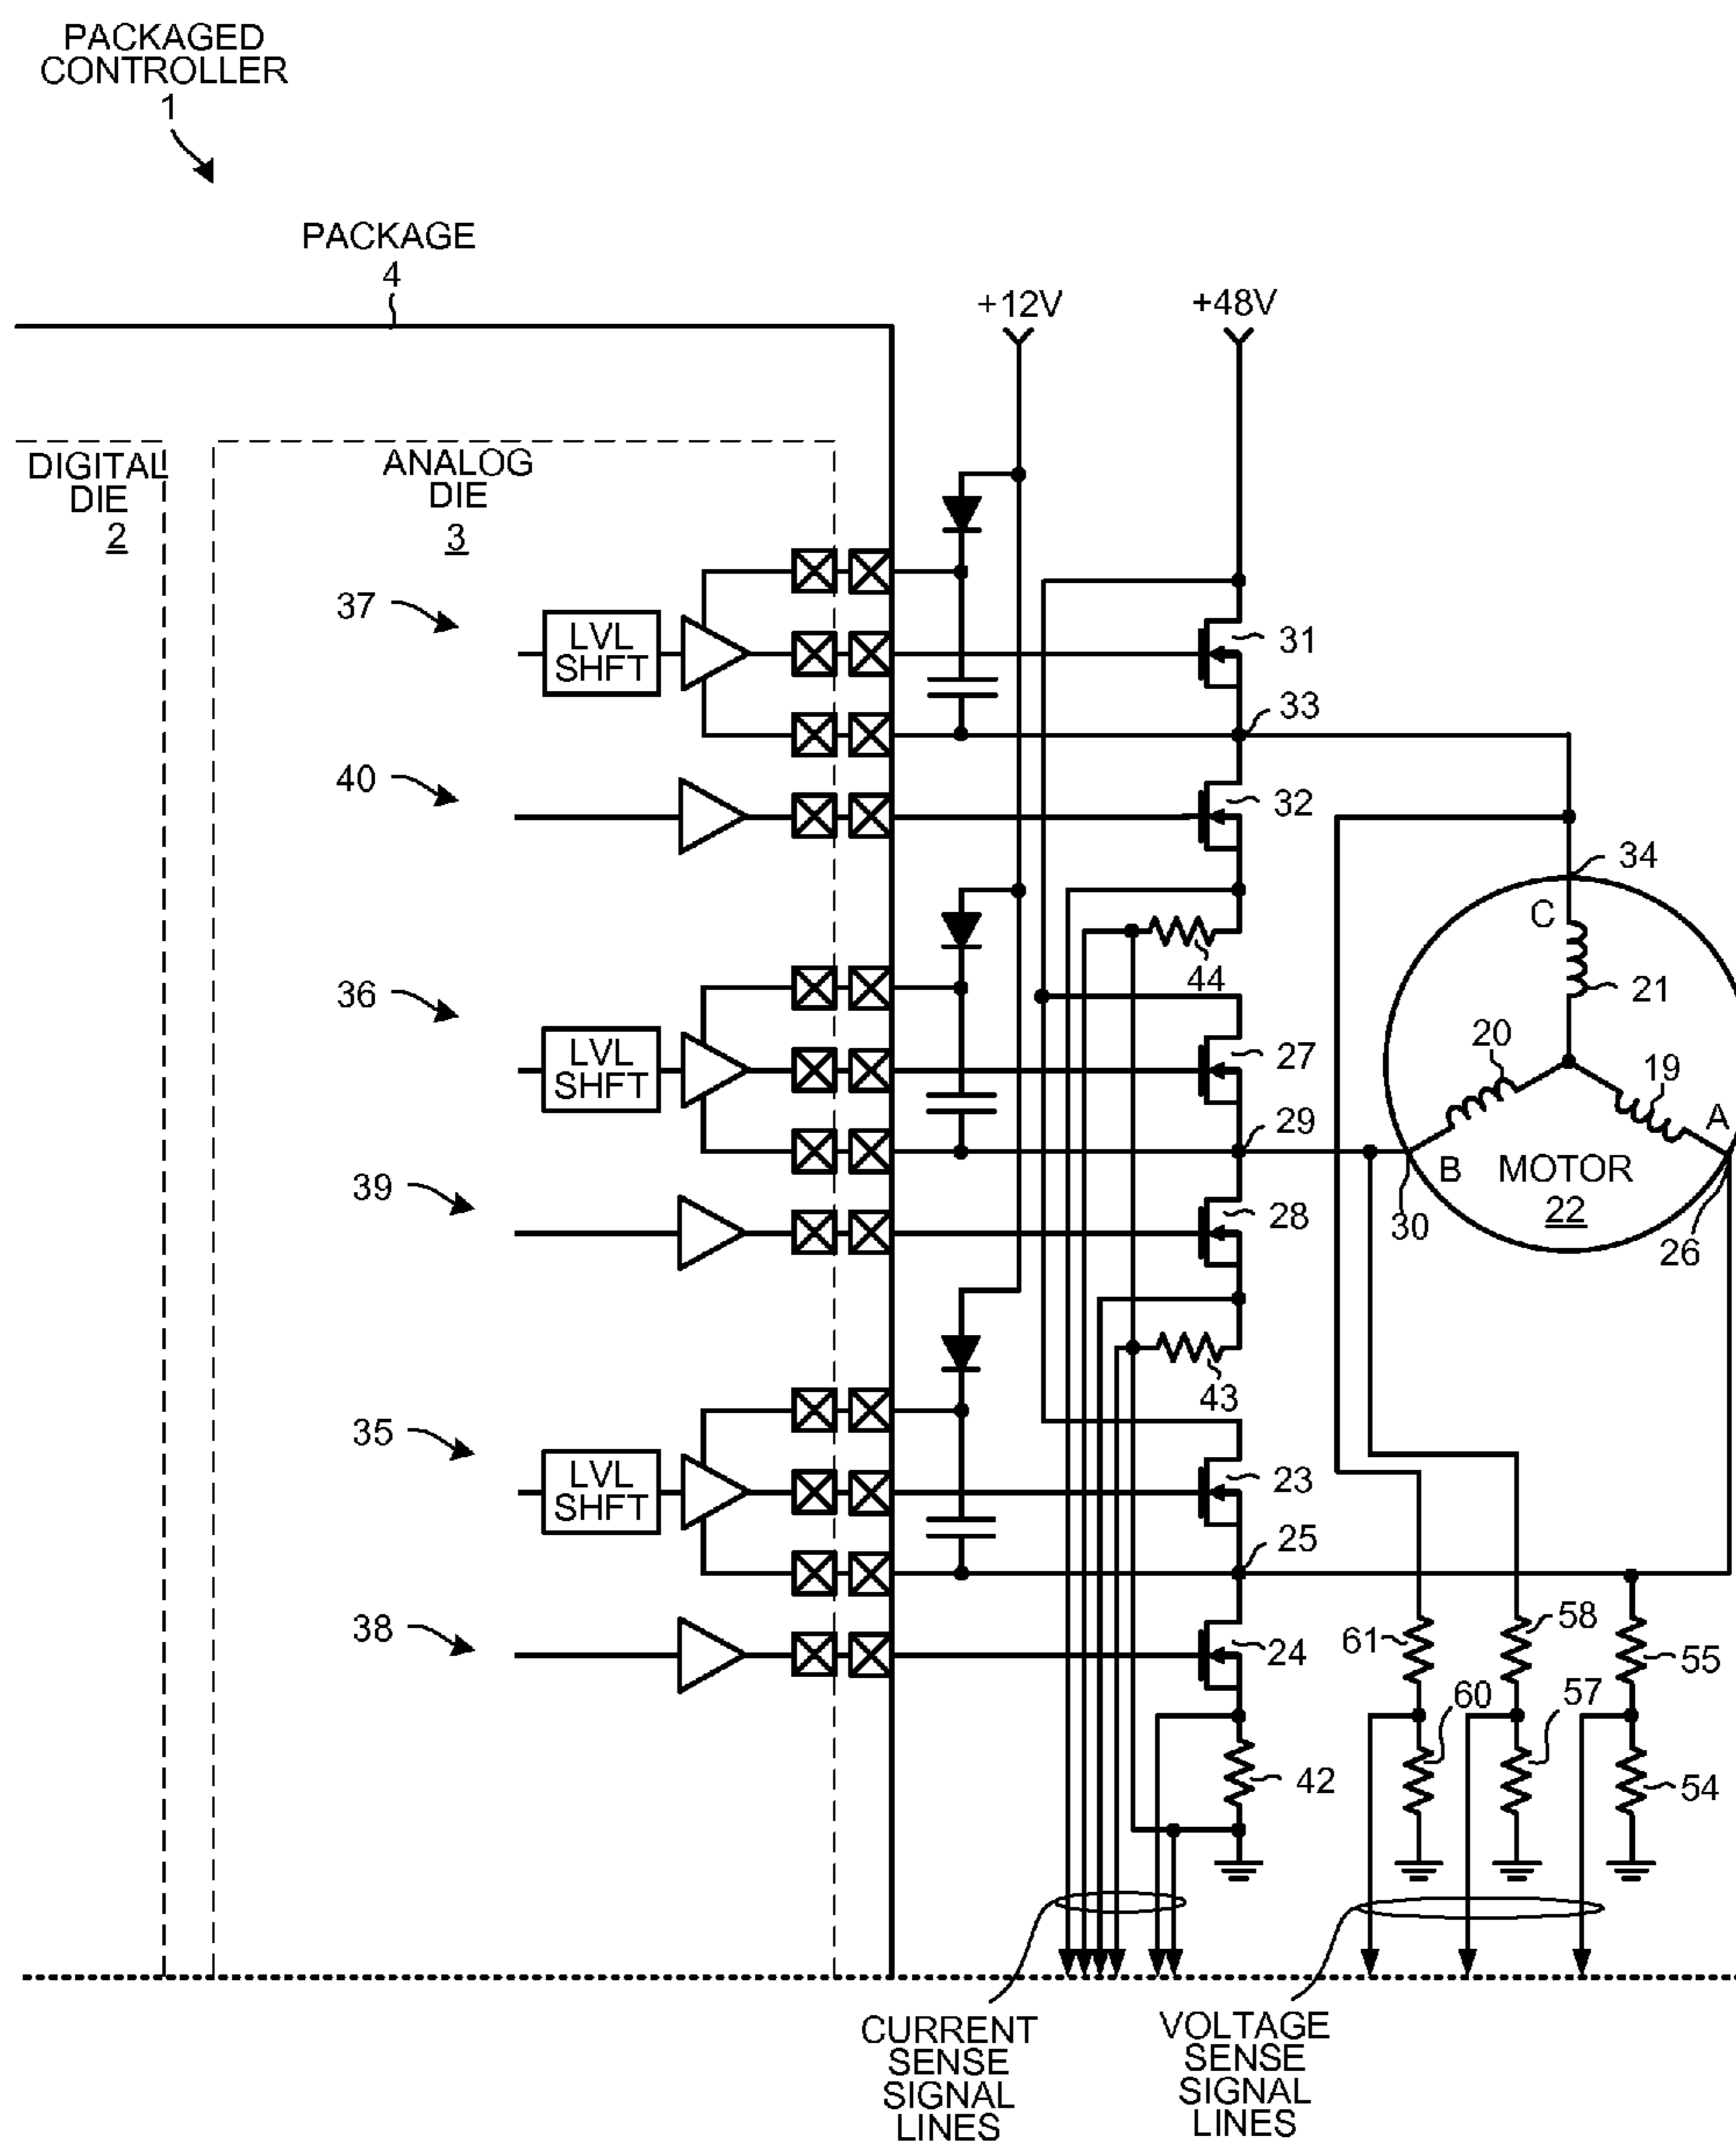 PACKAGED
CONTROLLER
1
PACKAGE
4
+12V
+48V
DIGITAL
DIE
2
ANALOG
DIE
3
37
LVL
SHFT
31
33
40
32
34
C
44
21
36
LVL
SHFT
27
20
19
A
29
B
MOTOR
22
30
26
39
28
43
35
LVL
SHFT
23
25
38
24
61
58
55
60
57
42
54
CURRENT
SENSE
SIGNAL
LINES
VOLTAGE
SENSE
SIGNAL
LINES